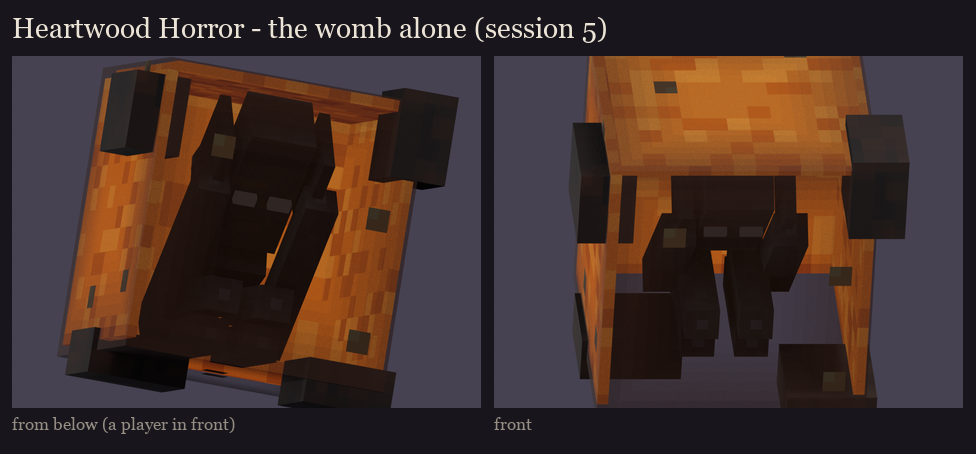 Heartwood Horror - the womb alone (session 5)
from below (a player in front)
front